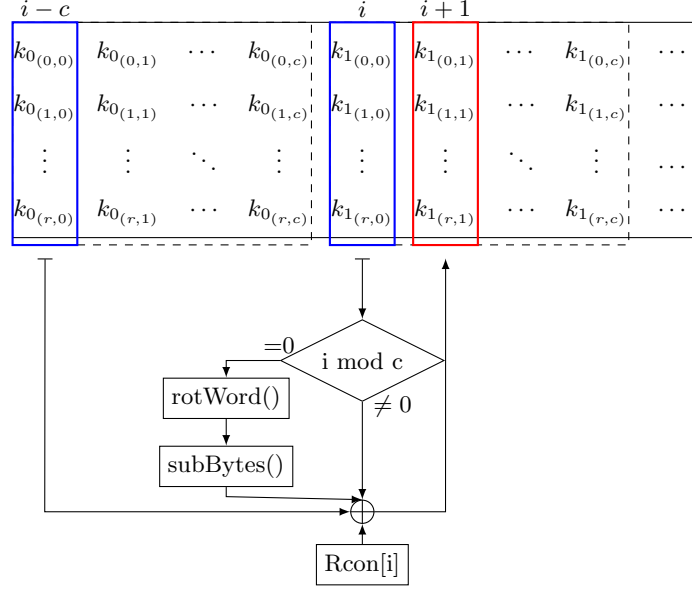 i − c i i + 1
k0(0,0) k0(0,1) ⋯ k0(0,c) k1(0,0) k1(0,1) ⋯ k1(0,c) ⋯
k0(1,0) k0(1,1) ⋯ k0(1,c) k1(1,0) k1(1,1) ⋯ k1(1,c) ⋯
⋮ ⋮ ⋱ ⋮ ⋮ ⋮ ⋱ ⋮ …
k0(r,0) k0(r,1) ⋯ k0(r,c) k1(r,0) k1(r,1) ⋯ k1(r,c) ⋯
=0
i mod c
rotWord()
≠ 0
subBytes()
Rcon[i]